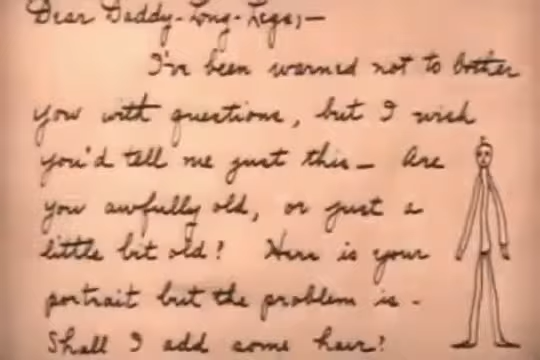 Dear Daddy-Long-Legs,—
I've been warned not to bother
you with questions, but I wish
you'd tell me just this— Are
you awfully old, or just a
little bit old? Here is your
portrait but the problem is -
Shall I add some hair?